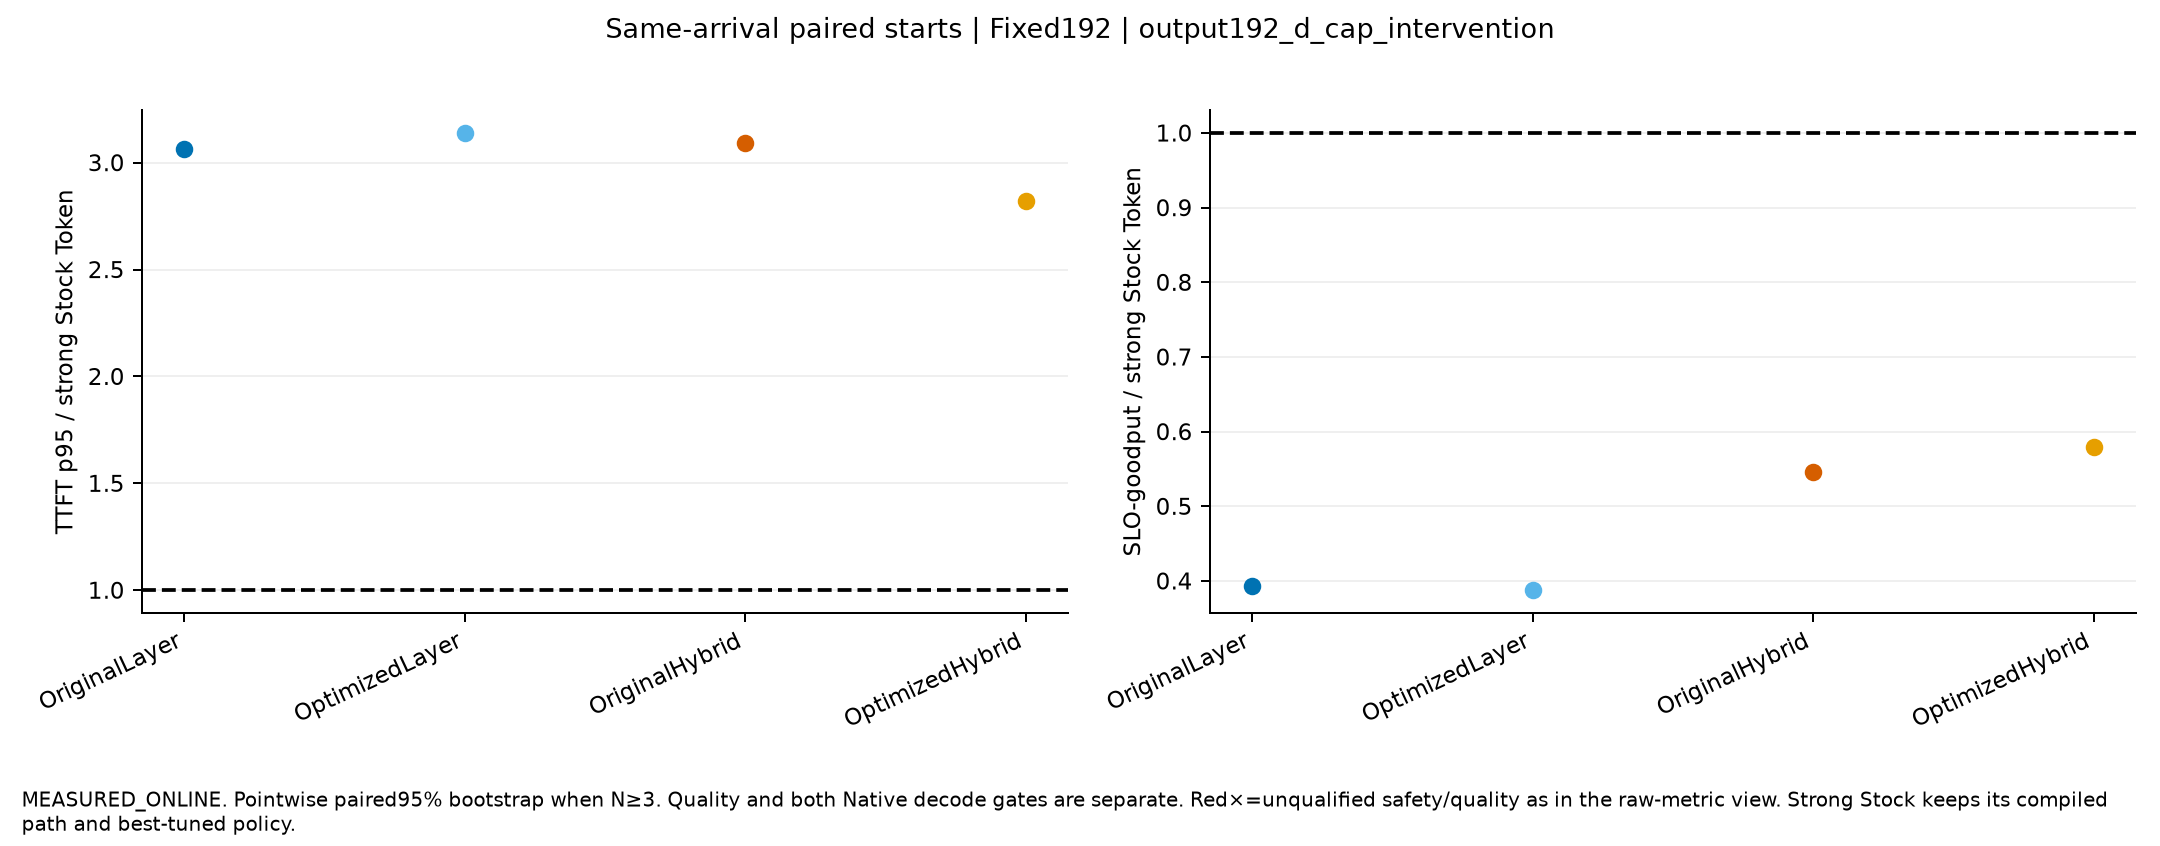 Same-arrival paired starts | Fixed192 | output192_d_cap_intervention
TTFT p95 / strong Stock Token
3.0
2.5
2.0
1.5
1.0
OriginalLayer
OptimizedLayer
OriginalHybrid
OptimizedHybrid
SLO-goodput / strong Stock Token
1.0
0.9
0.8
0.7
0.6
0.5
0.4
OriginalLayer
OptimizedLayer
OriginalHybrid
OptimizedHybrid
MEASURED_ONLINE. Pointwise paired95% bootstrap when N≥3. Quality and both Native decode gates are separate. Red×=unqualified safety/quality as in the raw-metric view. Strong Stock keeps its compiled
path and best-tuned policy.